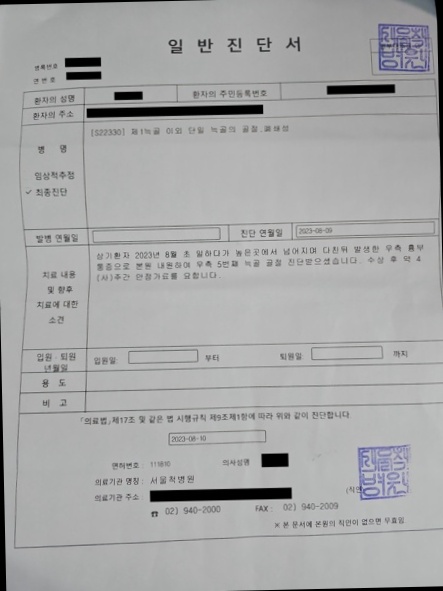 일 반 진 단 서
등록번호
연 번 호
환자의 성명
환자의 주민등록번호
환자의 주소
병 명
[S22330] 제1늑골 이외 단일 늑골의 골절,폐쇄성
임상적추정
✓ 최종진단
발병 연월일
진단 연월일
2023-08-09
치료 내용
및 향후
치료에 대한
소견
상기환자 2023년 8월 초 일하다가 높은곳에서 넘어지며 다친뒤 발생한 우측 흉부
통증으로 본원 내원하여 우측 5번째 늑골 골절 진단받으셨습니다. 수상 후 약 4
(사)주간 안정가료를 요합니다.
입원 · 퇴원
년월일
입원일:
부터
퇴원일:
까지
용 도
비 고
「의료법」제17조 및 같은 법 시행규칙 제9조제1항에 따라 위와 같이 진단합니다.
2023-08-10
면허번호 : 111810
의사성명
의료기관 명칭 : 서울척병원
의료기관 주소 :
(직인
☎ 02) 940-2000
FAX : 02) 940-2009
※ 본 문서에 본원의 직인이 없으면 무효임